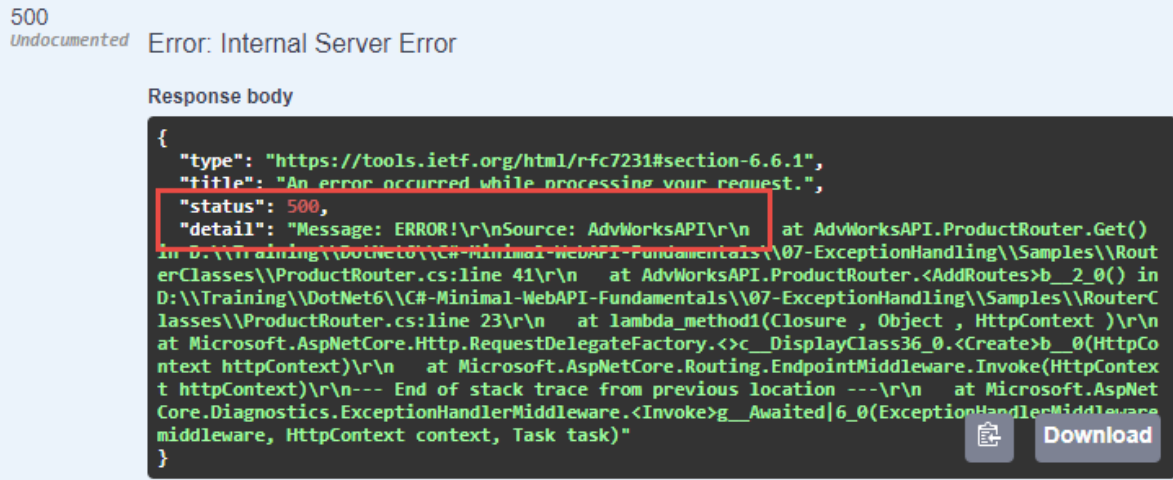 500
Undocumented
Error: Internal Server Error
Response body
{
"type": "https://tools.ietf.org/html/rfc7231#section-6.6.1",
"title": "An error occurred while processing your request.",
"status": 500,
"detail": "Message: ERROR!\r\nSource: AdvWorksAPI\r\n   at AdvWorksAPI.ProductRouter.Get()
in D:\\Training\\DotNet6\\C#-Minimal-WebAPI-Fundamentals\\07-ExceptionHandling\\Samples\\Rout
erClasses\\ProductRouter.cs:line 41\r\n   at AdvWorksAPI.ProductRouter.<AddRoutes>b__2_0() in
D:\\Training\\DotNet6\\C#-Minimal-WebAPI-Fundamentals\\07-ExceptionHandling\\Samples\\RouterC
lasses\\ProductRouter.cs:line 23\r\n   at lambda_method1(Closure , Object , HttpContext )\r\n
at Microsoft.AspNetCore.Http.RequestDelegateFactory.<>c__DisplayClass36_0.<Create>b__0(HttpCo
ntext httpContext)\r\n   at Microsoft.AspNetCore.Routing.EndpointMiddleware.Invoke(HttpContex
t httpContext)\r\n--- End of stack trace from previous location ---\r\n   at Microsoft.AspNet
Core.Diagnostics.ExceptionHandlerMiddleware.<Invoke>g__Awaited|6_0(ExceptionHandlerMiddleware
middleware, HttpContext context, Task task)"
}
Download